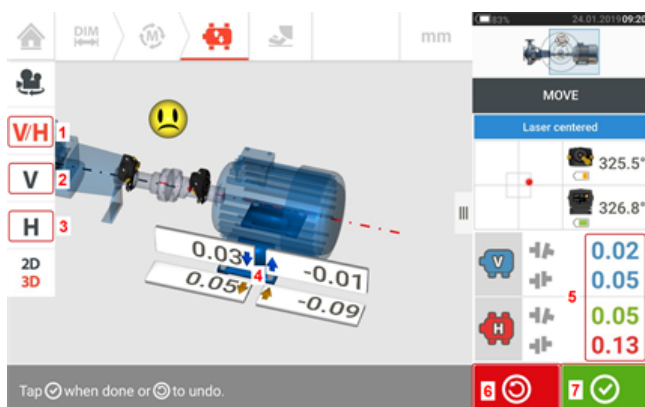 DIM
M
mm
83%
24.01.2019 09:20
MOVE
Laser centered
325.5°
326.8°
V/H 1
V 2
H 3
2D
3D
0.03
-0.01
4
0.05
-0.09
V
0.02
0.05
5
H
0.05
0.13
Tap when done or to undo.
6
7